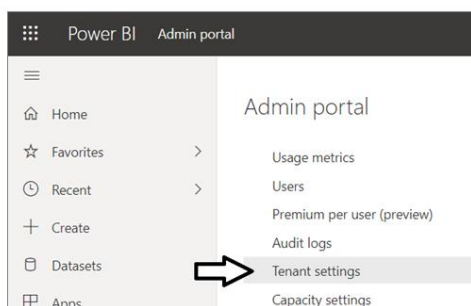 Power BI Admin portal
Home
Favorites
Recent
Create
Datasets
Apps
Admin portal
Usage metrics
Users
Premium per user (preview)
Audit logs
Tenant settings
Capacity settings